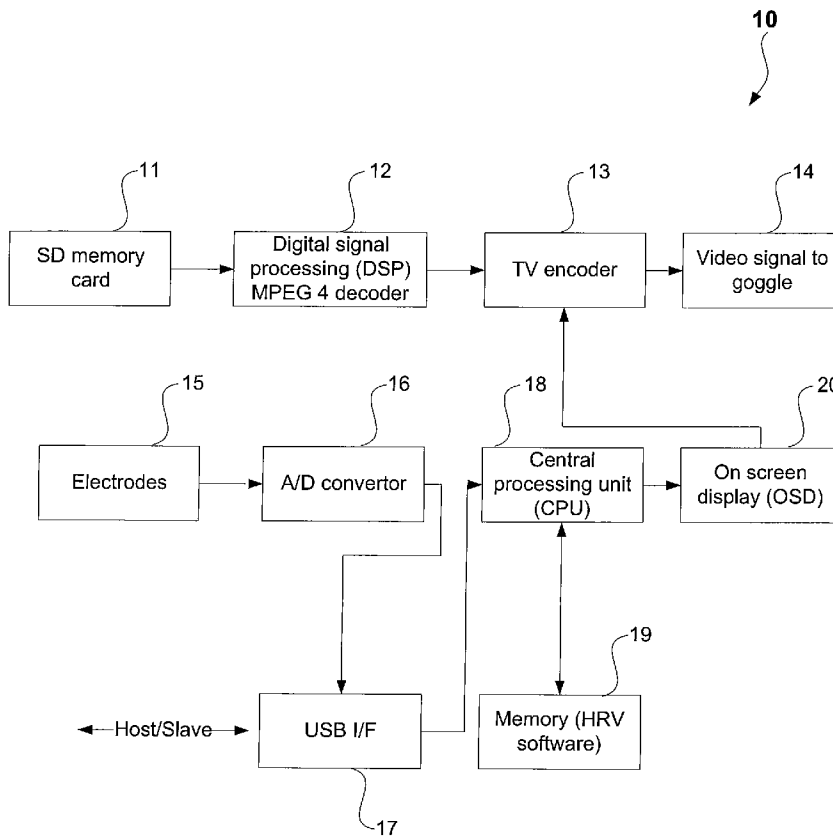 10
11
12
13
14
SD memory
card
Digital signal
processing (DSP)
MPEG 4 decoder
TV encoder
Video signal to
goggle
15
16
18
20
Electrodes
A/D convertor
Central
processing unit
(CPU)
On screen
display (OSD)
19
Host/Slave
USB I/F
Memory (HRV
software)
17